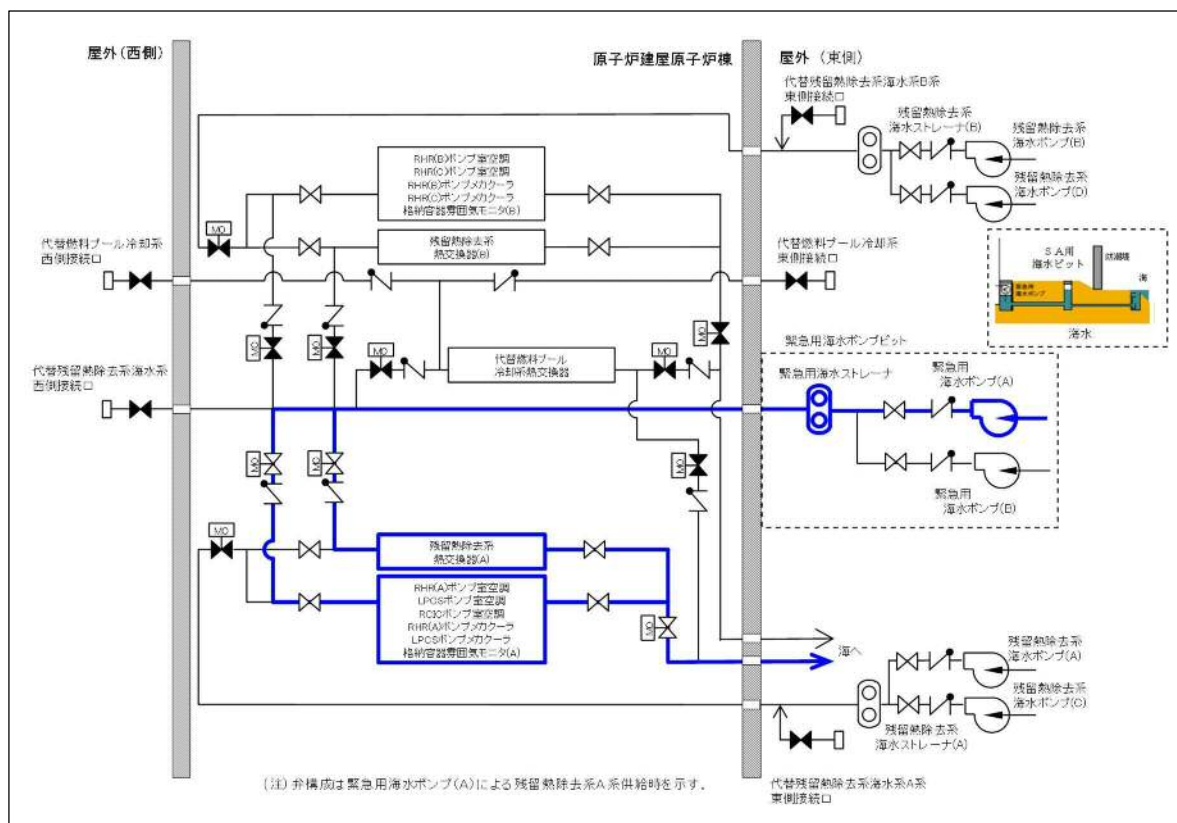 屋外(西側)
原子炉建屋原子炉棟
屋外 (東側)
代替残留熱除去系海水系B系
東側接続口
残留熱除去系
海水ストレーナ(B)
残留熱除去系
海水ポンプ(B)
残留熱除去系
海水ポンプ(D)
RHR(B)ポンプ室空調
RHR(C)ポンプ室空調
RHR(B)ポンプメカクーラ
RHR(C)ポンプメカクーラ
格納容器雰囲気モニタ(B)
MO
残留熱除去系
熱交換器(B)
代替燃料プール冷却系
西側接続口
代替燃料プール冷却系
東側接続口
SA用
海水ピット
防潮堤
海
緊急用
海水ポンプ
海水
MO
MO
MO
MO
代替燃料プール
冷却系熱交換器
MO
代替残留熱除去系海水系
西側接続口
緊急用海水ポンプピット
緊急用海水ストレーナ
緊急用
海水ポンプ(A)
緊急用
海水ポンプ(B)
MO
MO
MO
MO
残留熱除去系
熱交換器(A)
RHR(A)ポンプ室空調
LPCSポンプ室空調
RCICポンプ室空調
RHR(A)ポンプメカクーラ
LPCSポンプメカクーラ
格納容器雰囲気モニタ(A)
MO
海へ
残留熱除去系
海水ポンプ(A)
残留熱除去系
海水ポンプ(C)
残留熱除去系
海水ストレーナ(A)
代替残留熱除去系海水系A系
東側接続口
(注) 弁構成は緊急用海水ポンプ(A)による残留熱除去系A系供給時を示す。